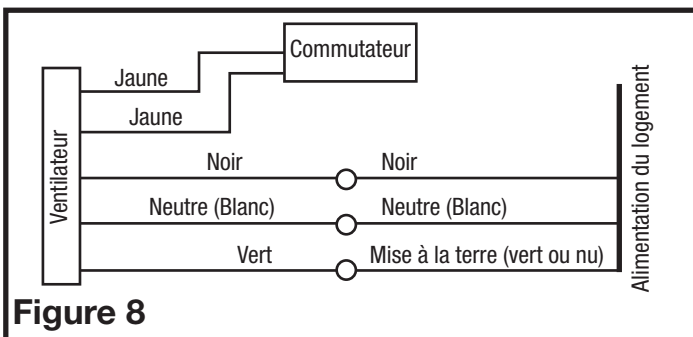 Commutateur
Jaune
Jaune
Ventilateur
Noir
Noir
Neutre (Blanc)
Neutre (Blanc)
Vert
Mise à la terre (vert ou nu)
Alimentation du logement
Figure 8